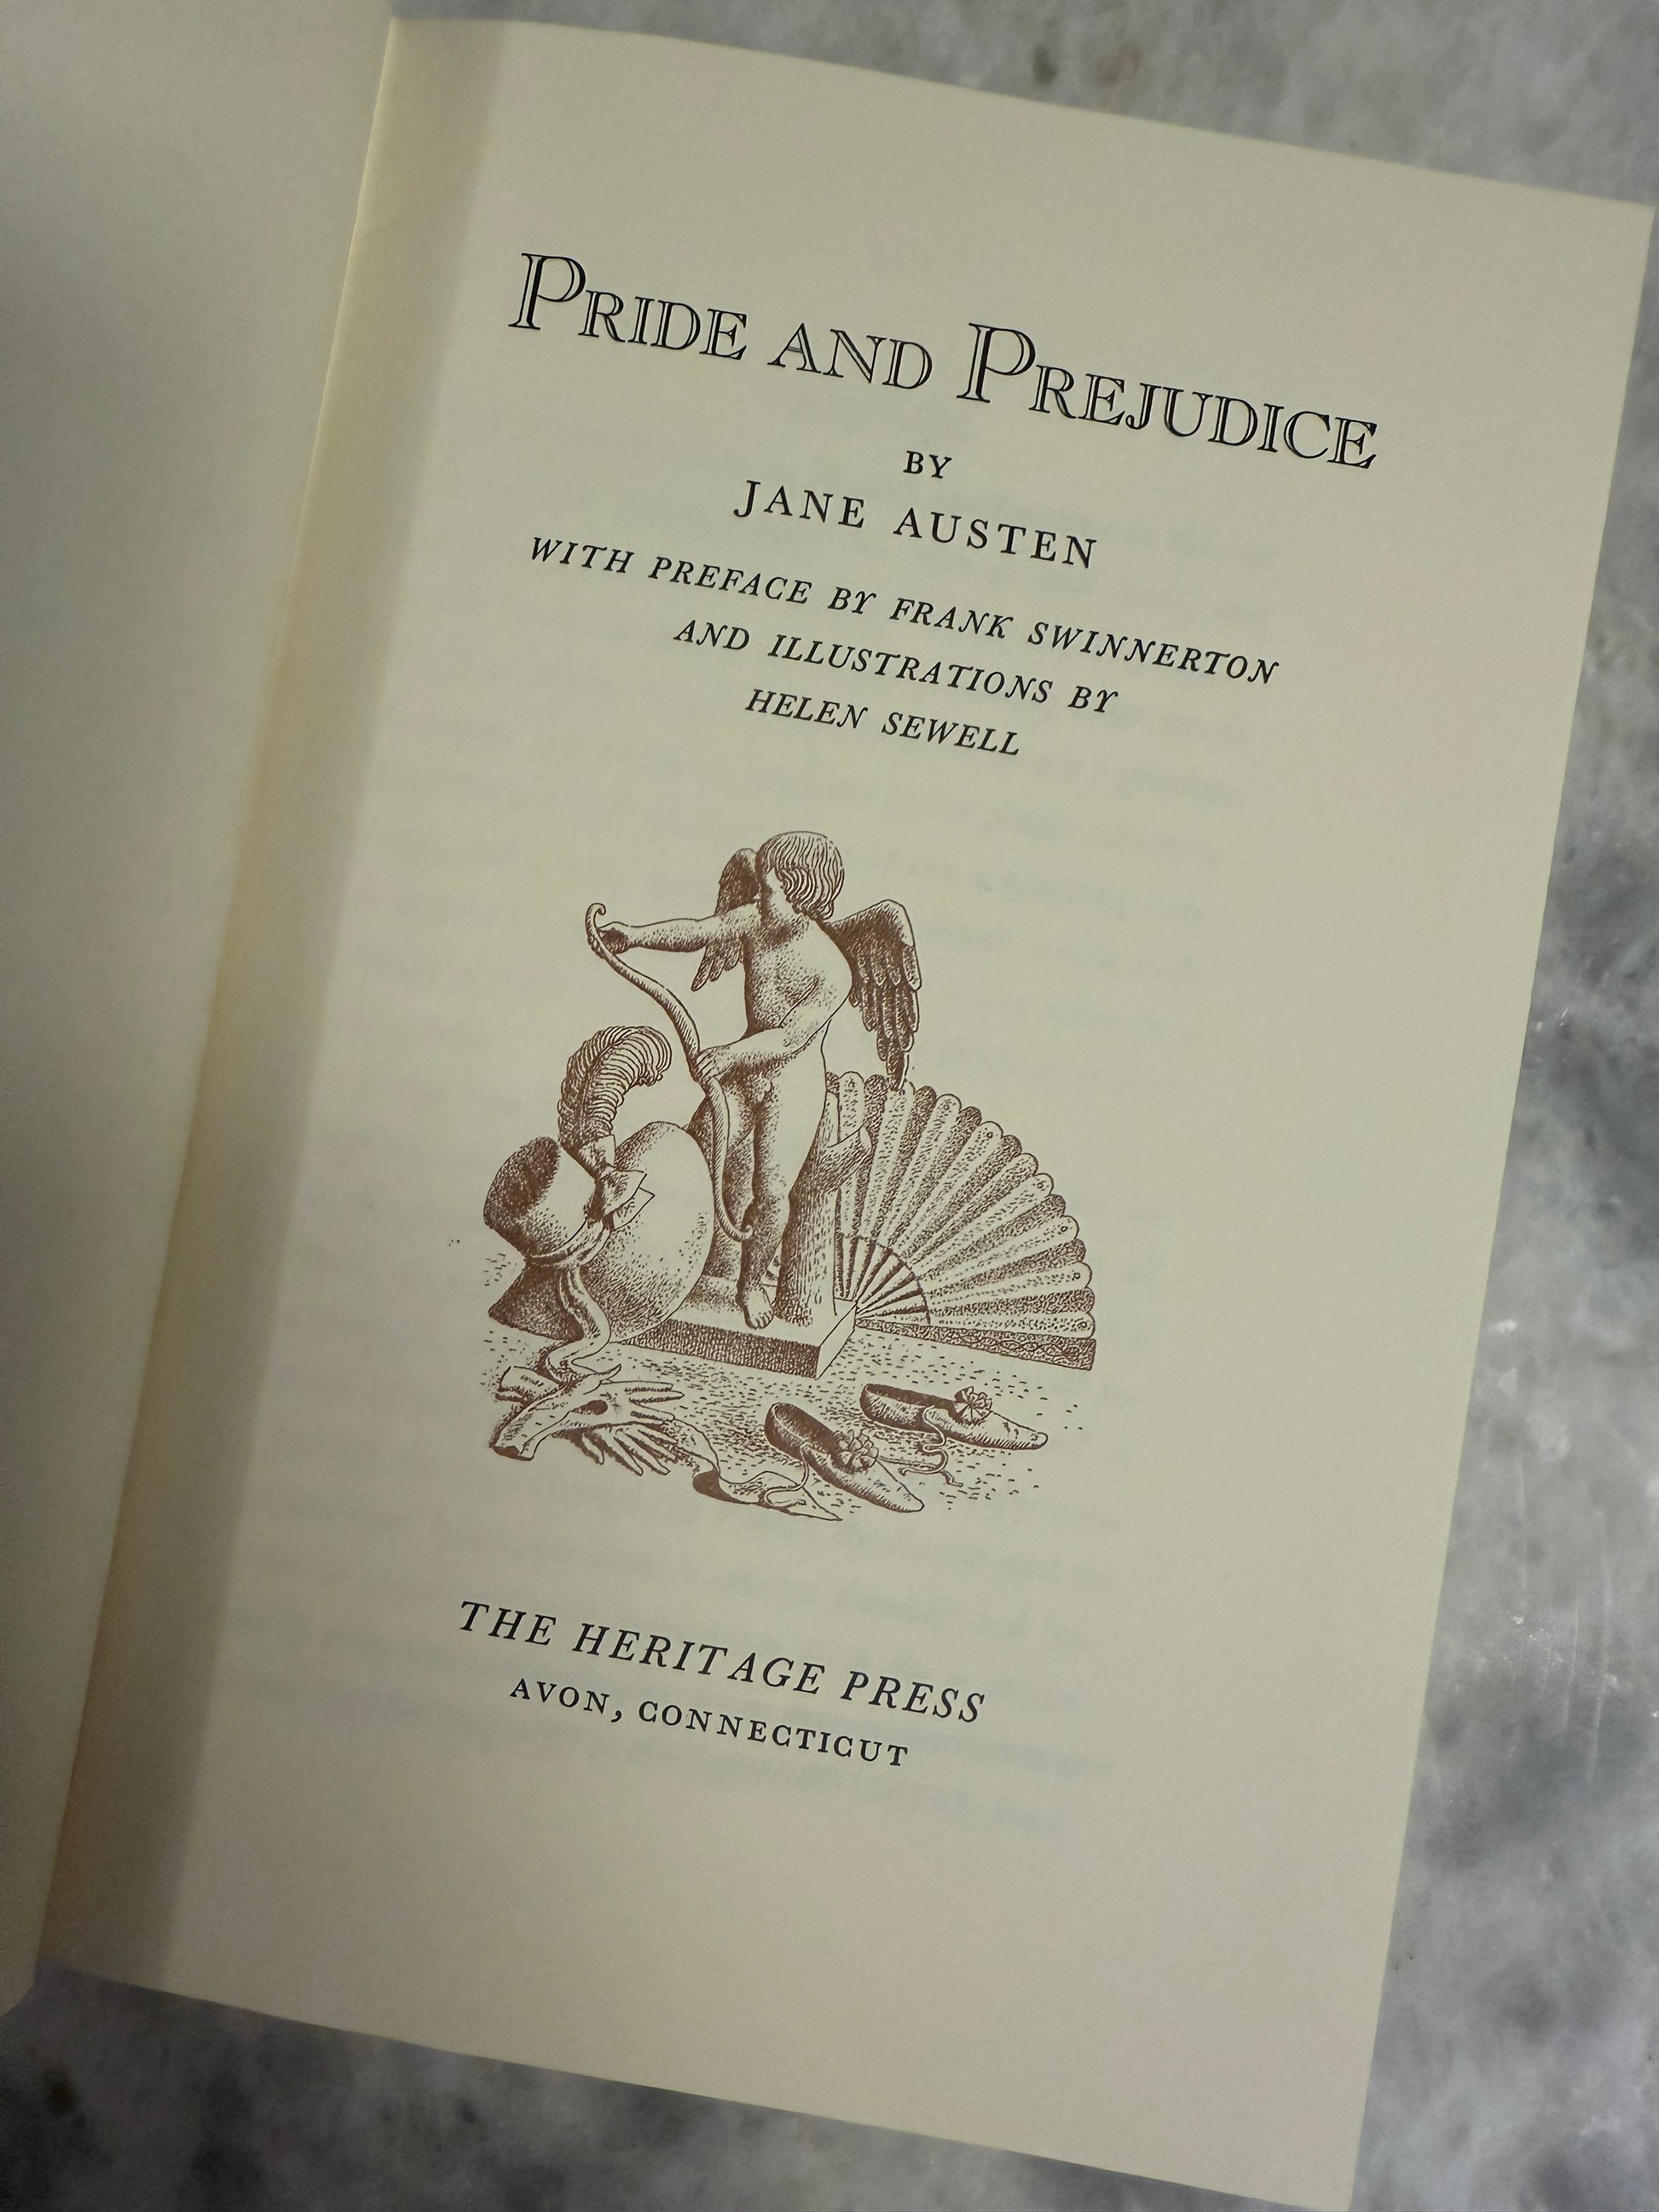 PRIDE AND PREJUDICE
BY
JANE AUSTEN
WITH PREFACE BY FRANK SWINNERTON
AND ILLUSTRATIONS BY
HELEN SEWELL
THE HERITAGE PRESS
AVON, CONNECTICUT